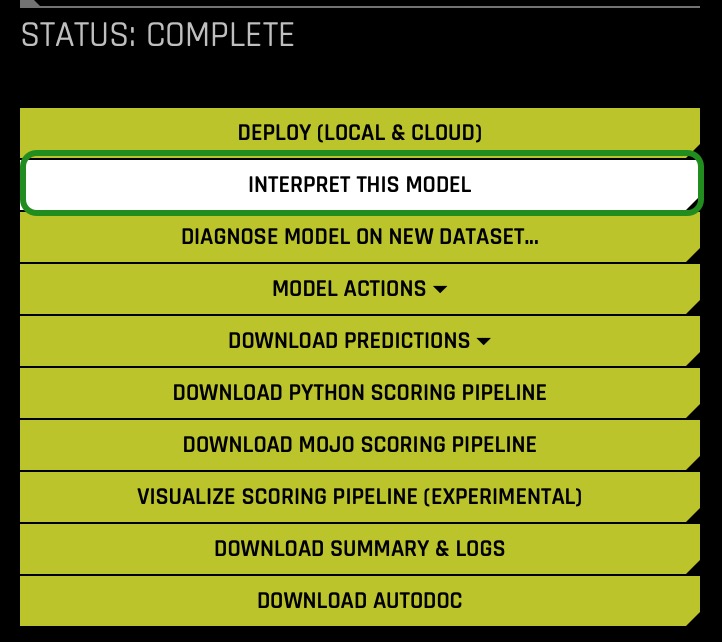 STATUS: COMPLETE
DEPLOY (LOCAL & CLOUD)
INTERPRET THIS MODEL
DIAGNOSE MODEL ON NEW DATASET...
MODEL ACTIONS
DOWNLOAD PREDICTIONS
DOWNLOAD PYTHON SCORING PIPELINE
DOWNLOAD MOJO SCORING PIPELINE
VISUALIZE SCORING PIPELINE (EXPERIMENTAL)
DOWNLOAD SUMMARY & LOGS
DOWNLOAD AUTODOC